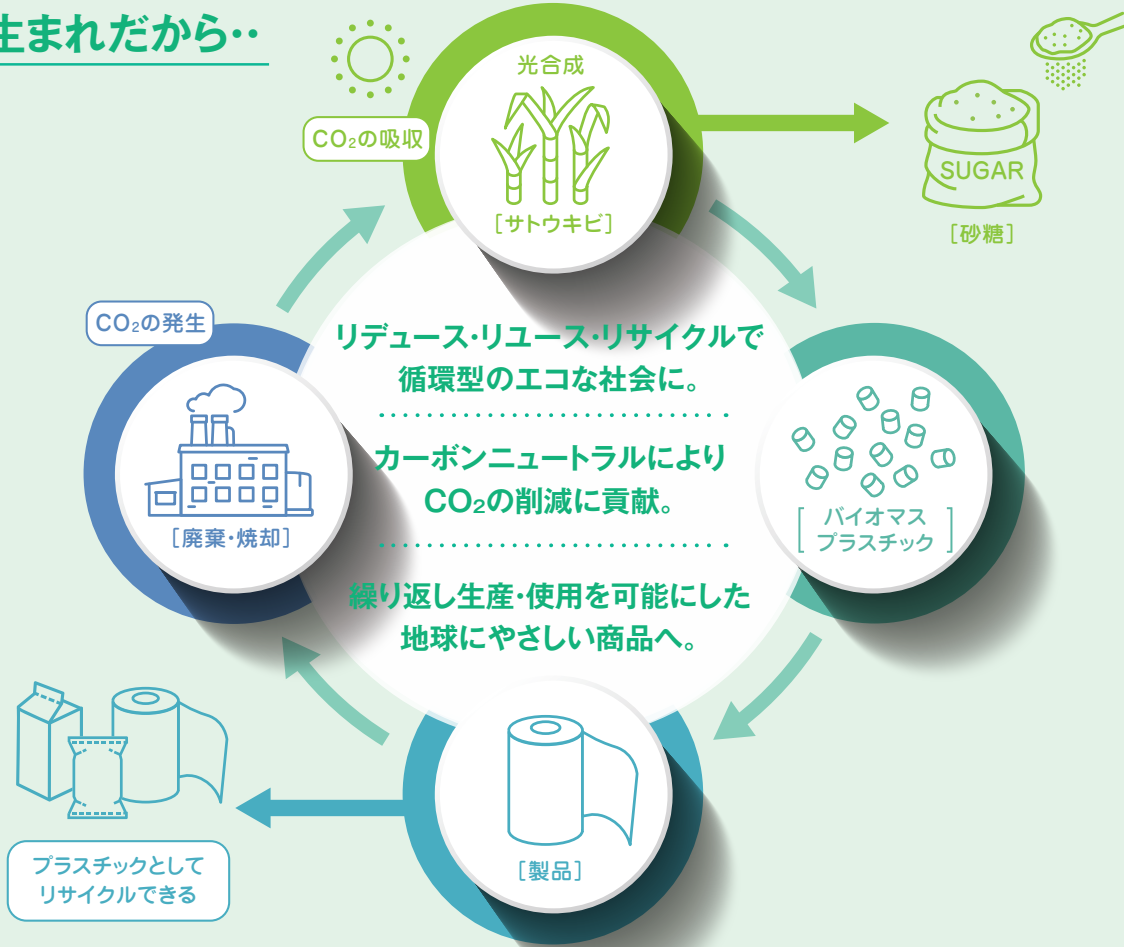 生まれだから‥
光合成
CO₂の吸収
［サトウキビ］
SUGAR
［砂糖］
CO₂の発生
リデュース・リユース・リサイクルで
循環型のエコな社会に。
カーボンニュートラルにより
CO₂の削減に貢献。
繰り返し生産・使用を可能にした
地球にやさしい商品へ。
［廃棄・焼却］
［バイオマス
プラスチック］
［製品］
プラスチックとして
リサイクルできる